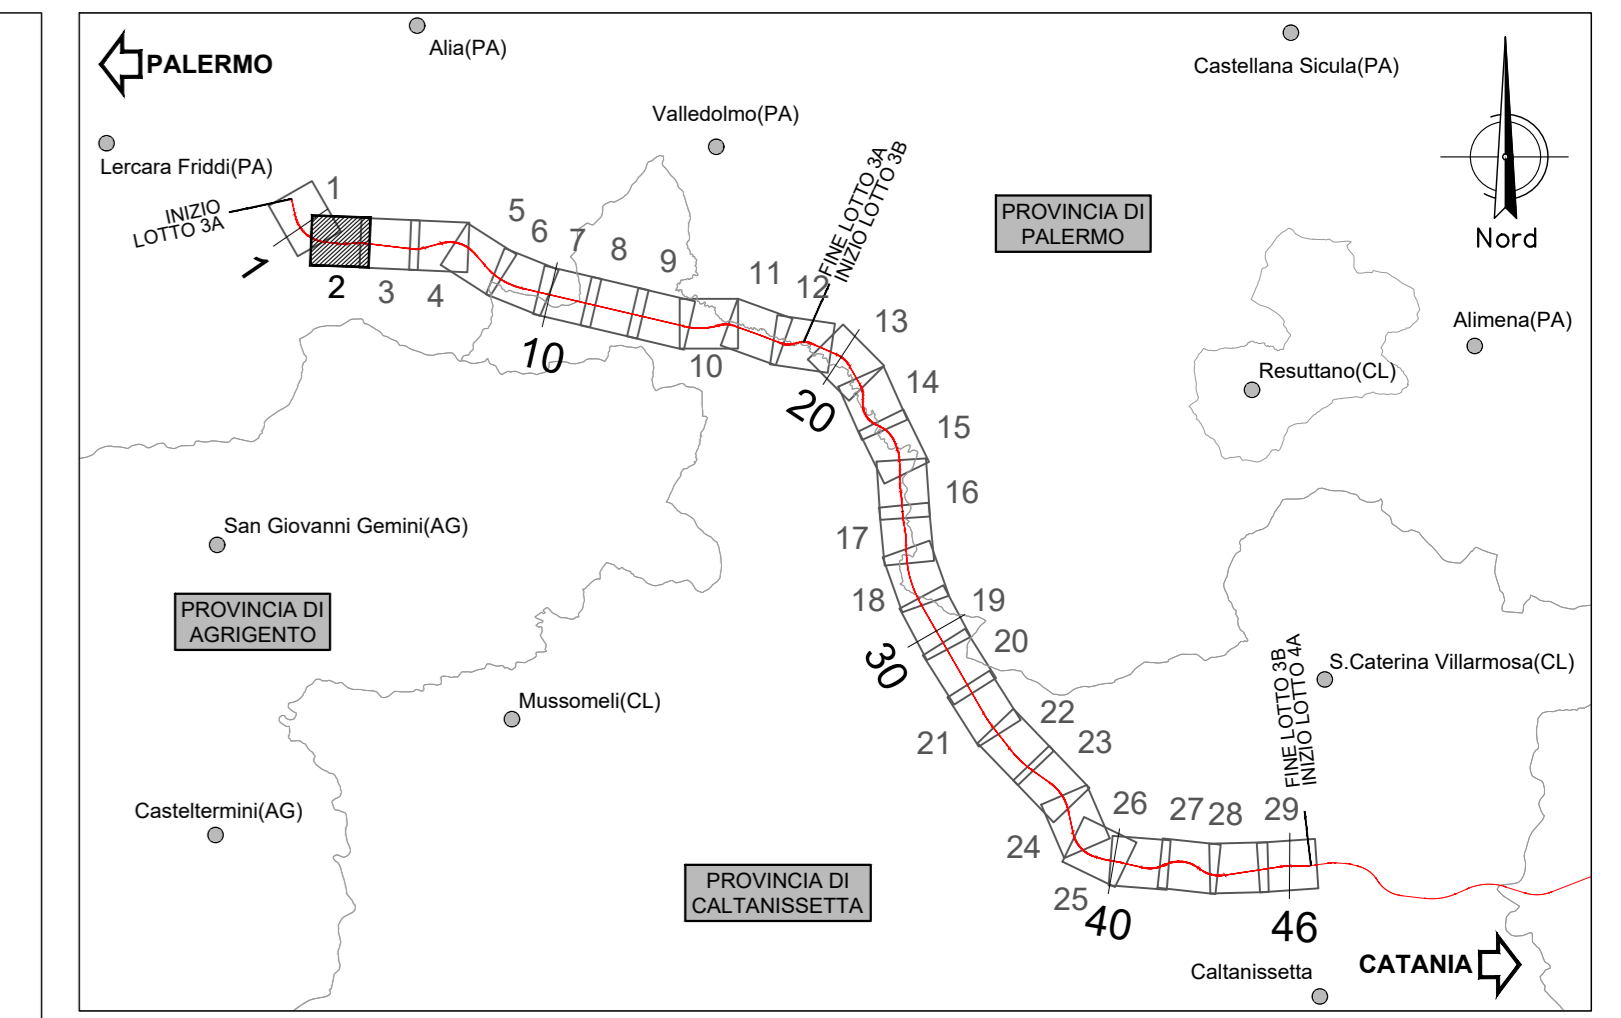 Alia(PA)
PALERMO
Castellana Sicula(PA)
Valledolmo(PA)
Lercara Friddi(PA)
FINE LOTTO 3A
INIZIO LOTTO 3B
1
INIZIO
LOTTO 3A
PROVINCIA DI
PALERMO
Nord
5
6
7
8
9
11
12
1
2
3
4
10
10
13
Alimena(PA)
Resuttano(CL)
14
20
15
16
San Giovanni Gemini(AG)
17
PROVINCIA DI
AGRIGENTO
18
19
20
30
FINE LOTTO 3B
INIZIO LOTTO 4A
S.Caterina Villarmosa(CL)
Mussomeli(CL)
22
21
23
Casteltermini(AG)
26
27
28
29
24
PROVINCIA DI
CALTANISSETTA
25
40
46
CATANIA
Caltanissetta